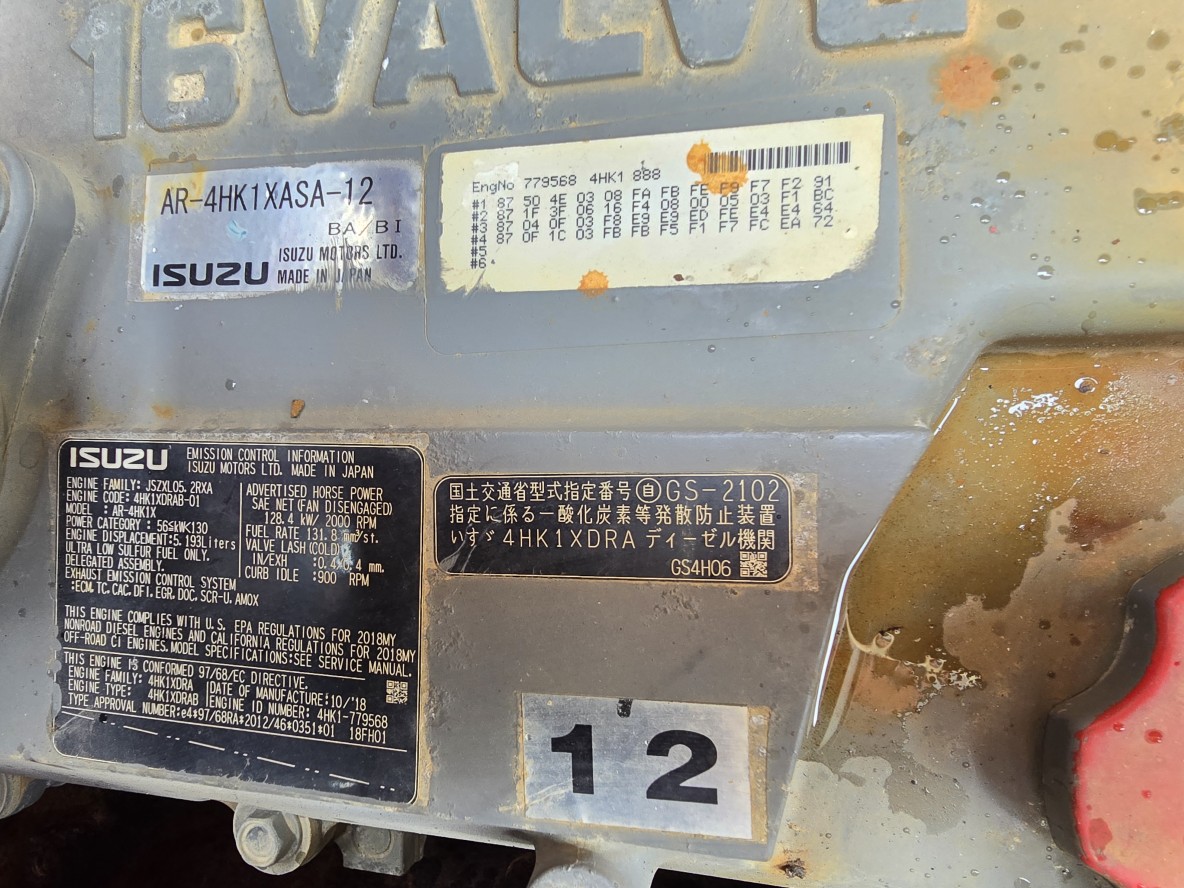 16VALVE
AR-4HK1XASA-12
BA/BI
ISUZU MOTORS LTD.
ISUZU MADE IN JAPAN
EngNo 779568 4HK1 888
#1 87 50 4E 03 08 FA FB FE F9 F7 F2 91
#2 87 1F 3F 06 16 F4 08 00 05 03 F1 BC
#3 87 04 0F 03 F8 E9 E9 ED FE E4 E4 64
#4 87 0F 1C 03 FB FB F5 F1 F7 FC EA 72
#5
#6
ISUZU
EMISSION CONTROL INFORMATION
ISUZU MOTORS LTD. MADE IN JAPAN
ENGINE FAMILY: JSZXL05.2RXA
ENGINE CODE: 4HK1XDRAB-01
MODEL : AR-4HK1X
POWER CATEGORY : 56≦kW<130
ENGINE DISPLACEMENT:5.193Liters
ULTRA LOW SULFUR FUEL ONLY.
DELEGATED ASSEMBLY.
EXHAUST EMISSION CONTROL SYSTEM
:ECM, TC, CAC, DFI, EGR, DOC, SCR-U, AMOX
ADVERTISED HORSE POWER
SAE NET(FAN DISENGAGED)
128.4 kW/ 2000 RPM
FUEL RATE 131.8 mm³/st.
VALVE LASH(COLD)
IN/EXH :0.4×0.4 mm.
CURB IDLE :900 RPM
THIS ENGINE COMPLIES WITH U.S. EPA REGULATIONS FOR 2018MY
NONROAD DIESEL ENGINES AND CALIFORNIA REGULATIONS FOR 2018MY
OFF-ROAD CI ENGINES. MODEL SPECIFICATIONS:SEE SERVICE MANUAL.
THIS ENGINE IS CONFORMED 97/68/EC DIRECTIVE.
ENGINE FAMILY: 4HK1XDRA DATE OF MANUFACTURE:10/'18
ENGINE TYPE: 4HK1XDRAB ENGINE ID NUMBER: 4HK1-779568
TYPE APPROVAL NUMBER:e4*97/68RA*2012/46*0351*01 18FH01
国土交通省型式指定番号自GS-2102
指定に係る一酸化炭素等発散防止装置
いすゞ4HK1XDRA ディーゼル機関
GS4H06
12